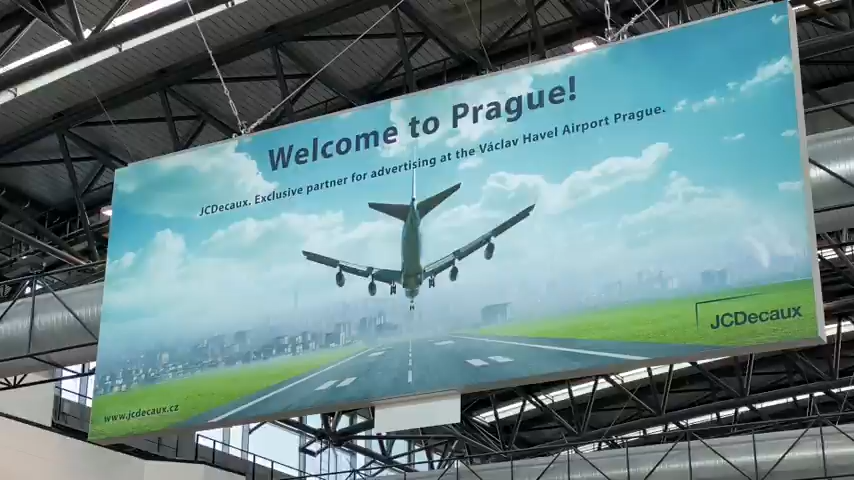 Welcome to Prague!
JCDecaux. Exclusive partner for advertising at the Václav Havel Airport Prague.
JCDecaux
www.jcdecaux.cz